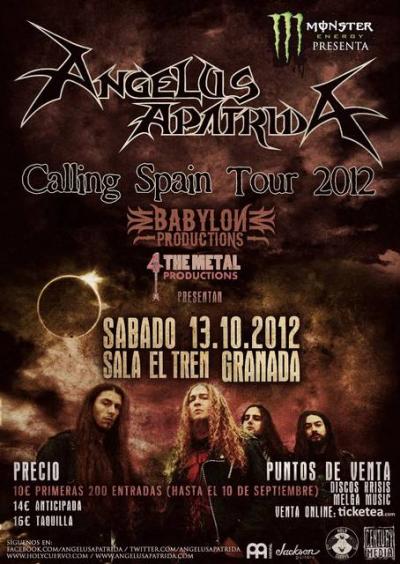 MONSTER
ENERGY
PRESENTA
ANGELUS
APATRIDA
Calling Spain Tour 2012
BABYLON
PRODUCTIONS
4 THE METAL
PRODUCTIONS
PRESENTAN
SABADO 13.10.2012
SALA EL TREN GRANADA
PRECIO
10€ PRIMERAS 200 ENTRADAS (HASTA EL 10 DE SEPTIEMBRE)
14€ ANTICIPADA
16€ TAQUILLA
PUNTOS DE VENTA
DISCOS KRISIS
MELGA MUSIC
VENTA ONLINE: ticketea.com
SIGUENOS EN:
FACEBOOK.COM/ANGELUSAPATRIDA / TWITTER.COM/ANGELUSAPATRIDA
WWW.HOLYCUERVO.COM / WWW.ANGELUSAPATRIDA.COM
Jackson
CENTURY
MEDIA